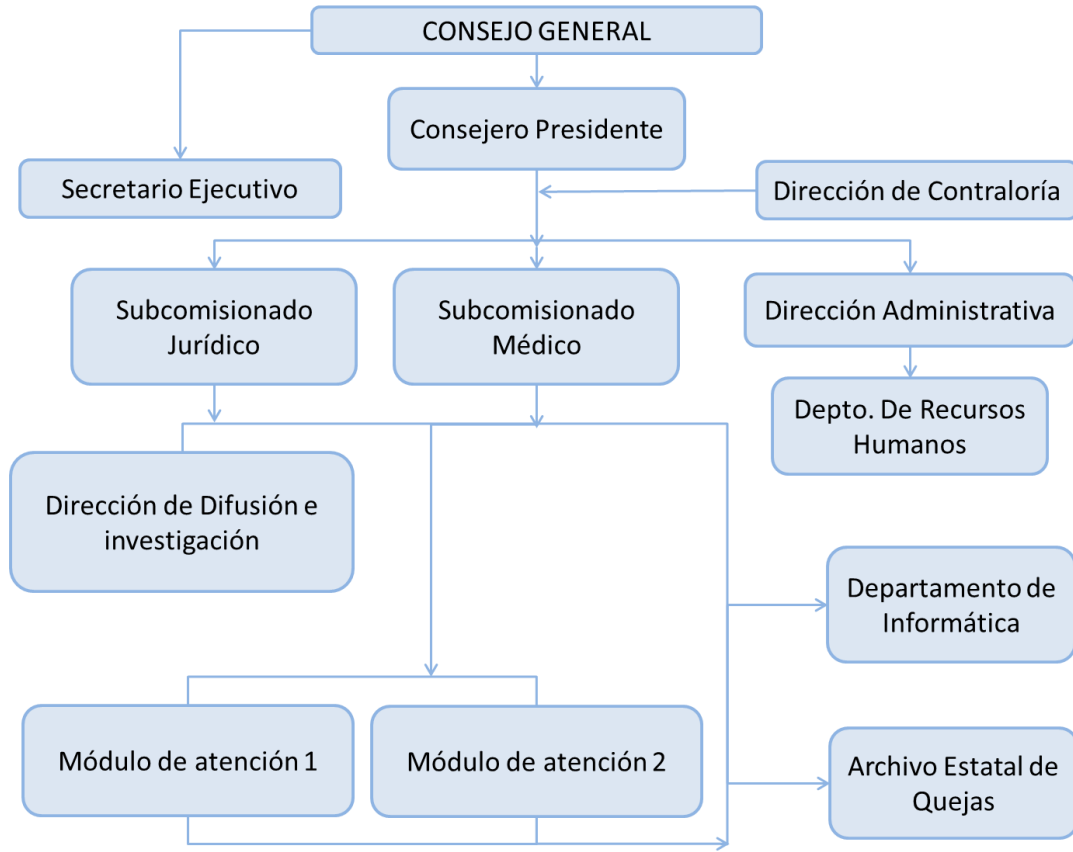 CONSEJO GENERAL
Consejero Presidente
Secretario Ejecutivo
Dirección de Contraloría
Subcomisionado
Jurídico
Subcomisionado
Médico
Dirección Administrativa
Depto. De Recursos
Humanos
Dirección de Difusión e
investigación
Departamento de
Informática
Módulo de atención 1
Módulo de atención 2
Archivo Estatal de
Quejas